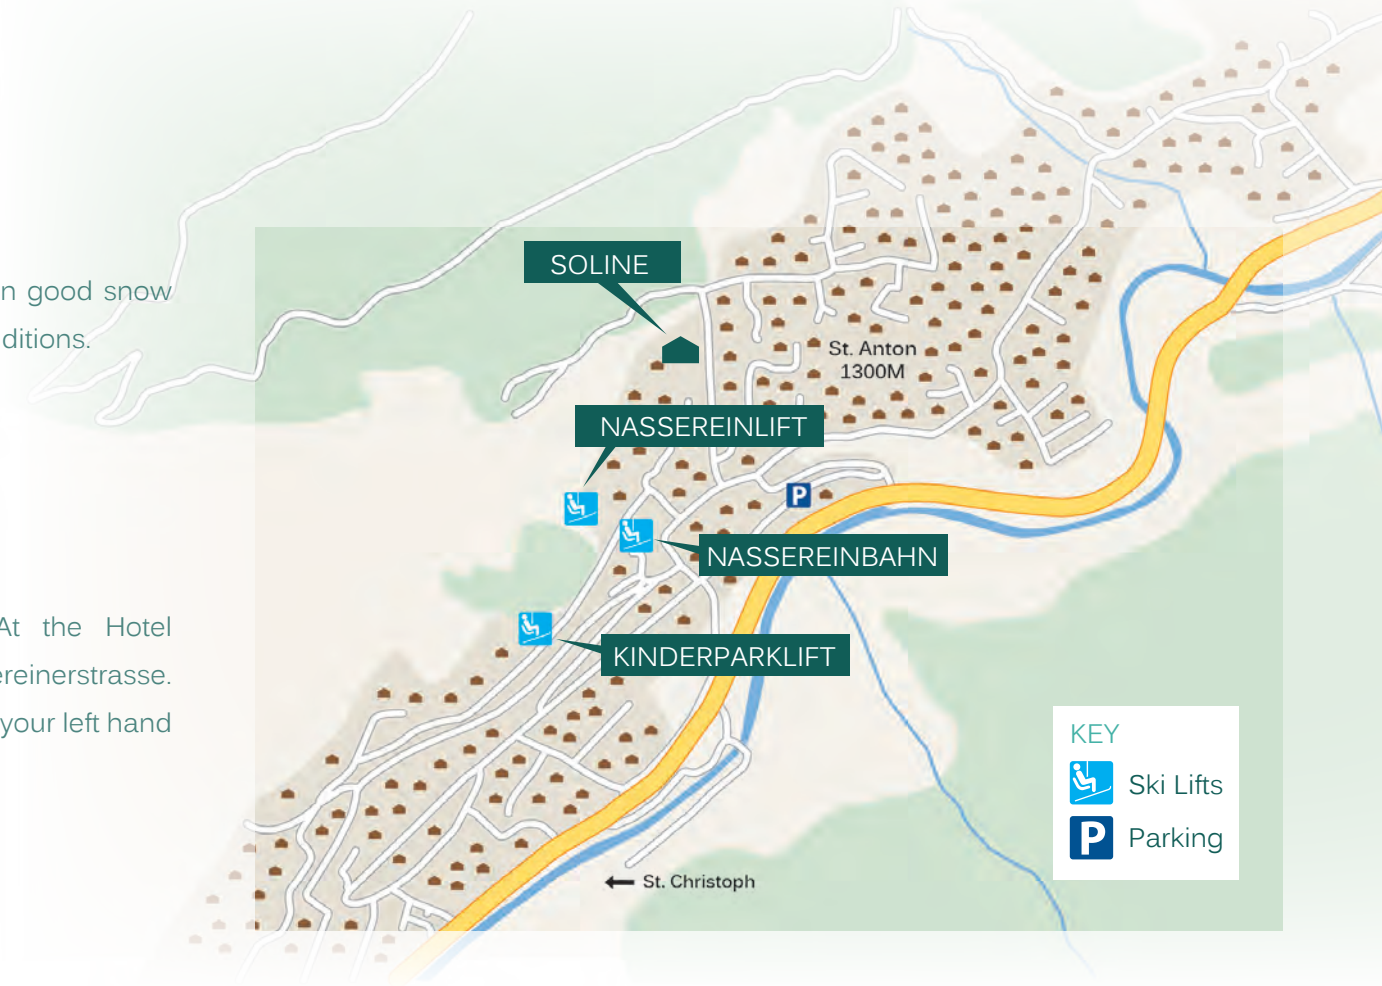 n good snow
ditions.
At the Hotel
ereinerstrasse.
your left hand
SOLINE
St. Anton
1300M
NASSEREINLIFT
P
NASSEREINBAHN
KINDERPARKLIFT
St. Christoph
KEY
Ski Lifts
P Parking